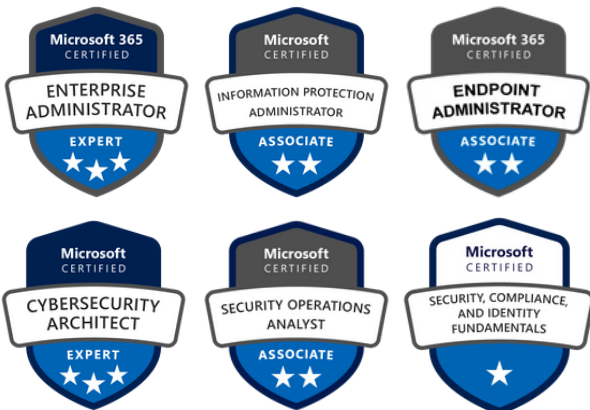 Microsoft 365
CERTIFIED
ENTERPRISE
ADMINISTRATOR
EXPERT
Microsoft
CERTIFIED
INFORMATION PROTECTION
ADMINISTRATOR
ASSOCIATE
Microsoft 365
CERTIFIED
ENDPOINT
ADMINISTRATOR
ASSOCIATE
Microsoft
CERTIFIED
CYBERSECURITY
ARCHITECT
EXPERT
Microsoft
CERTIFIED
SECURITY OPERATIONS
ANALYST
ASSOCIATE
Microsoft
CERTIFIED
SECURITY, COMPLIANCE,
AND IDENTITY
FUNDAMENTALS